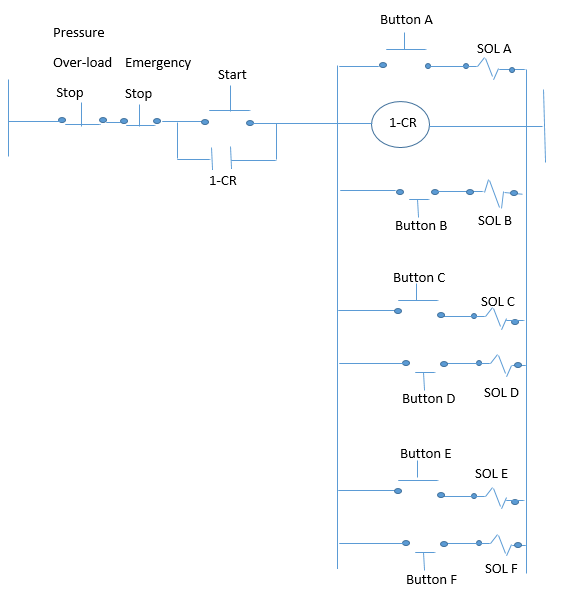 Pressure
Over-load Emergency
Stop Stop
Start
1-CR
Button A
SOL A
1-CR
Button B
SOL B
Button C
SOL C
Button D
SOL D
Button E
SOL E
Button F
SOL F